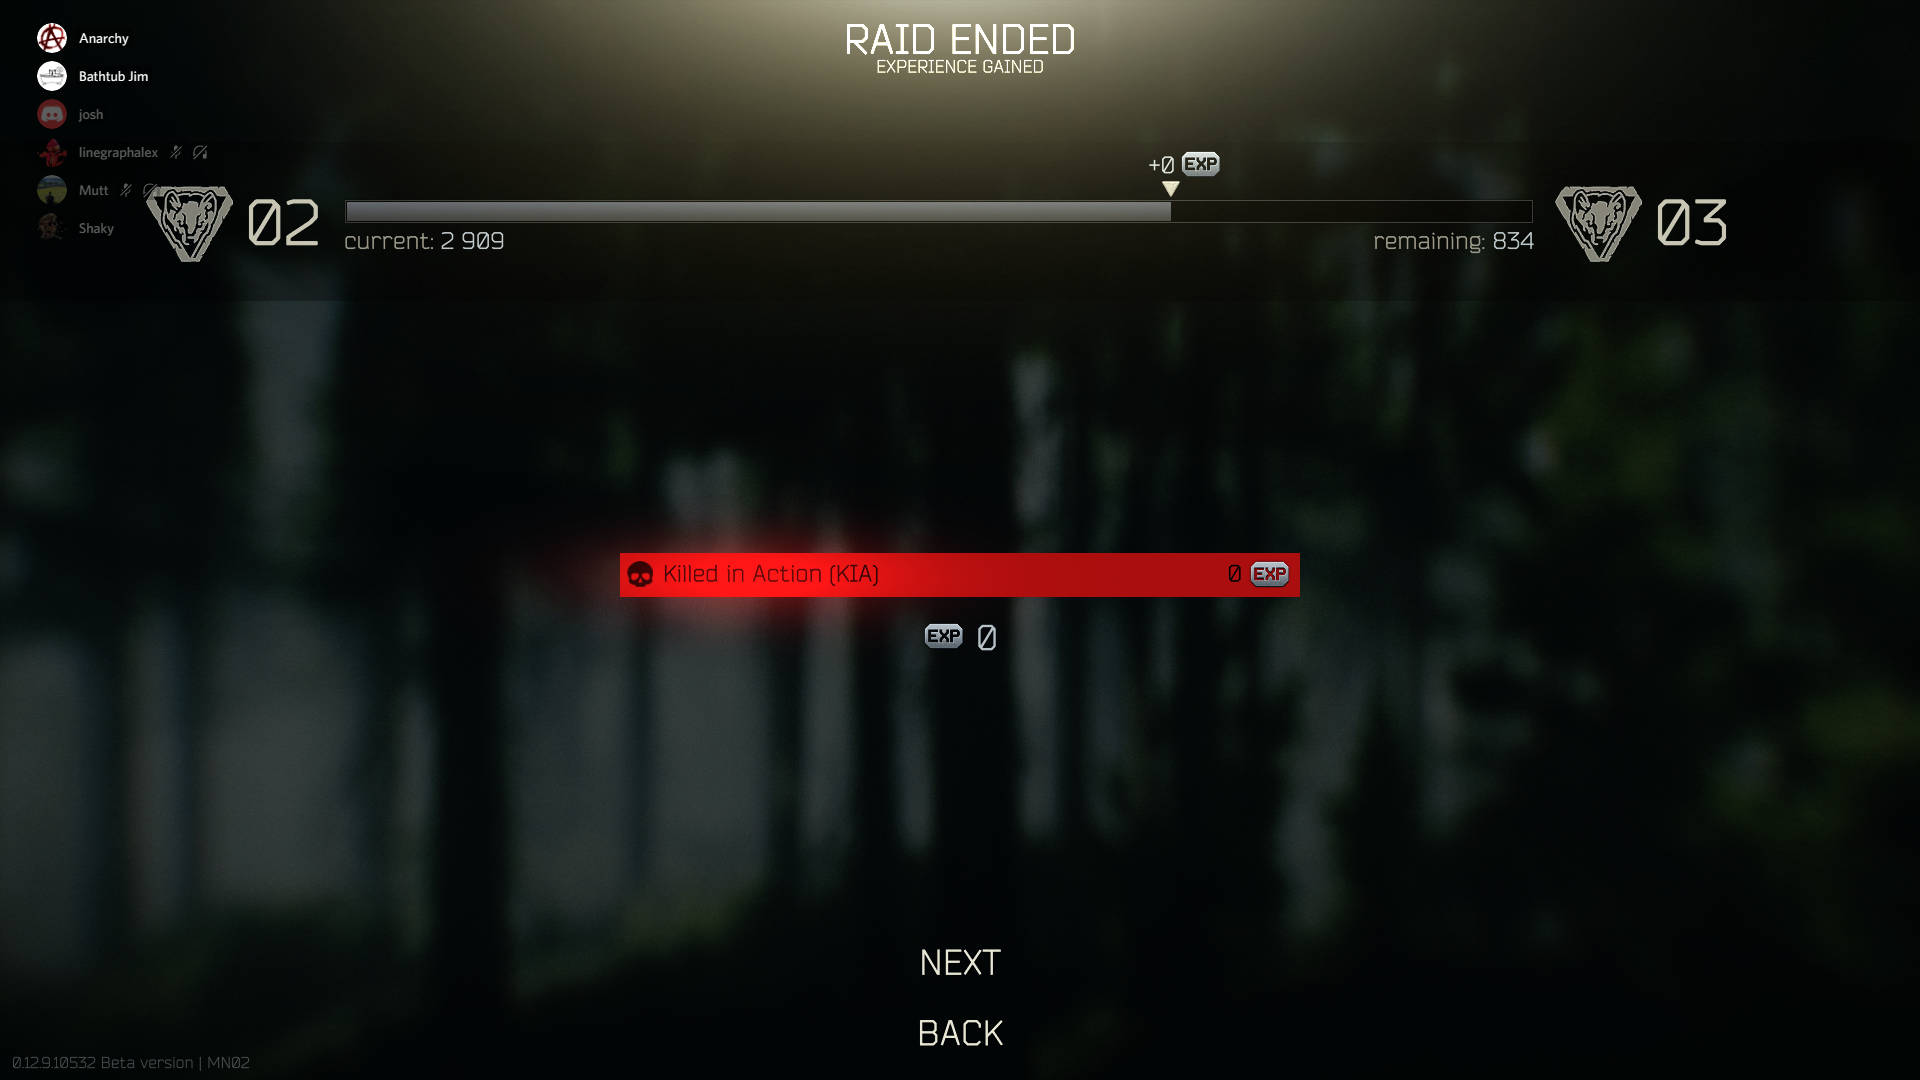 Anarchy
Bathtub Jim
josh
linegraphalex
Mutt
Shaky
RAID ENDED
EXPERIENCE GAINED
+0 EXP
02
current: 2 909
remaining: 834
03
Killed in Action (KIA)
0 EXP
EXP 0
NEXT
BACK
0.12.9.10532 Beta version | MN02